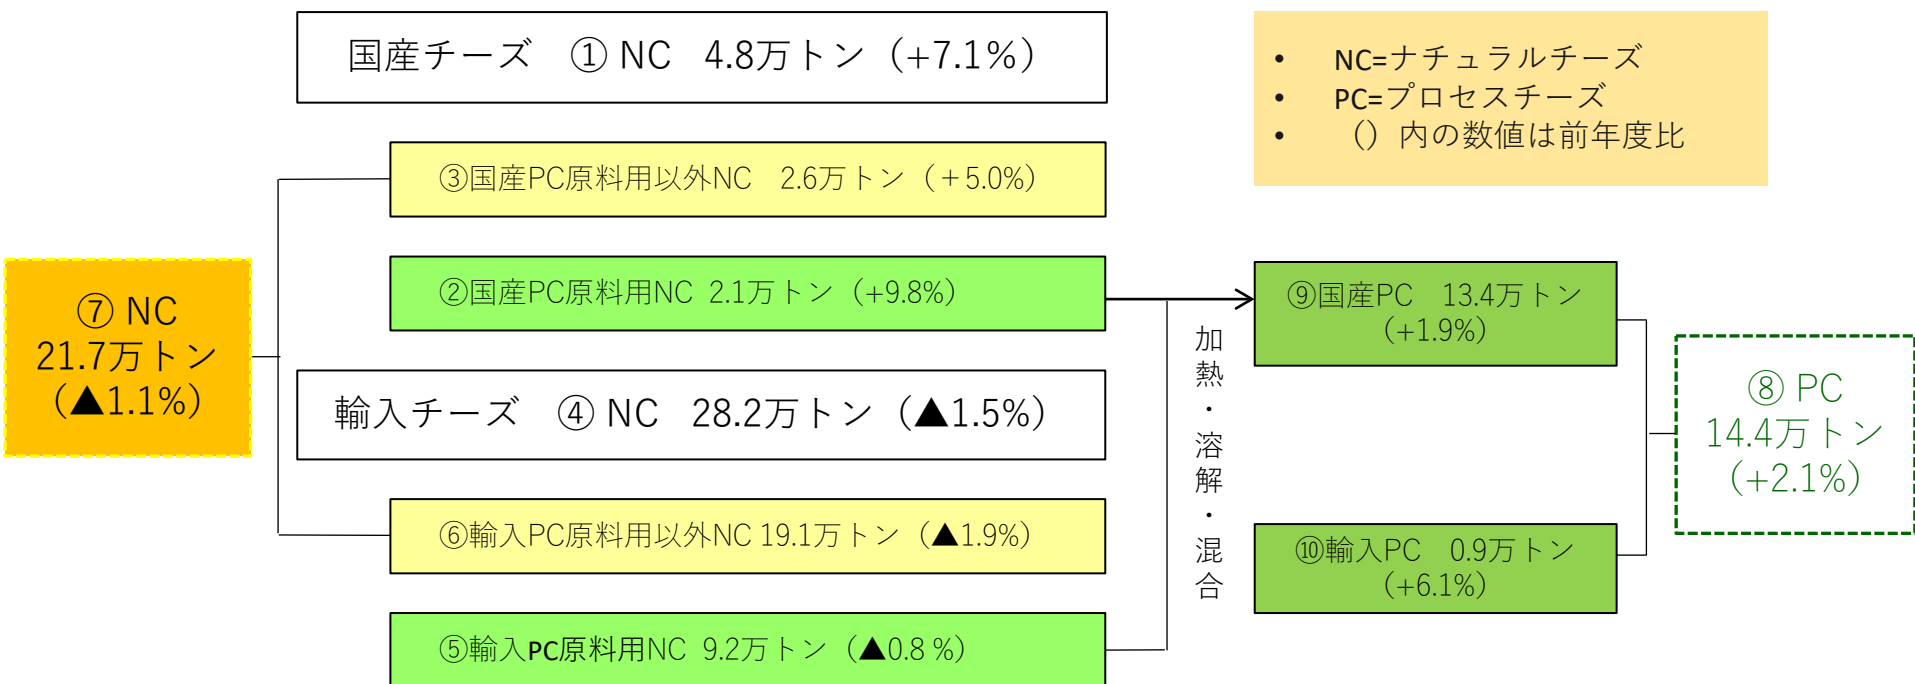 国産チーズ ① NC 4.8万トン（+7.1%）
• NC=ナチュラルチーズ
• PC=プロセスチーズ
• （）内の数値は前年度比
③国産PC原料用以外NC 2.6万トン（＋5.0%）
②国産PC原料用NC 2.1万トン（+9.8%）
⑦ NC
21.7万トン
（▲1.1%）
輸入チーズ ④ NC 28.2万トン（▲1.5%）
⑥輸入PC原料用以外NC 19.1万トン（▲1.9%）
⑤輸入PC原料用NC 9.2万トン（▲0.8 %）
加熱・溶解・混合
⑨国産PC 13.4万トン
（+1.9%）
⑩輸入PC 0.9万トン
（+6.1%）
⑧ PC
14.4万トン
（+2.1%）